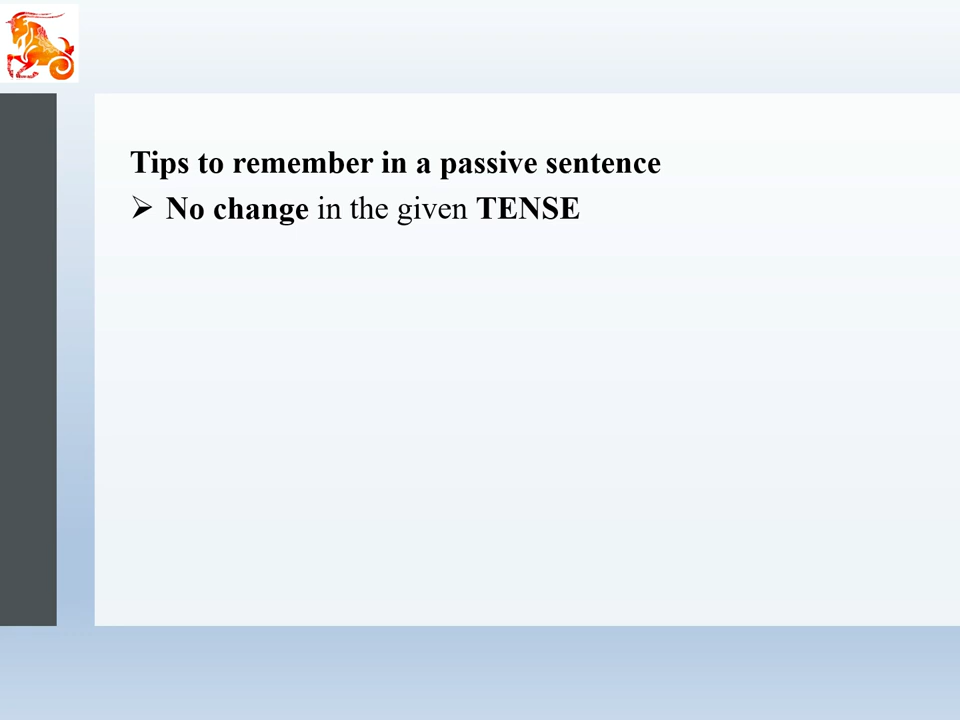 Tips to remember in a passive sentence
➢ No change in the given TENSE